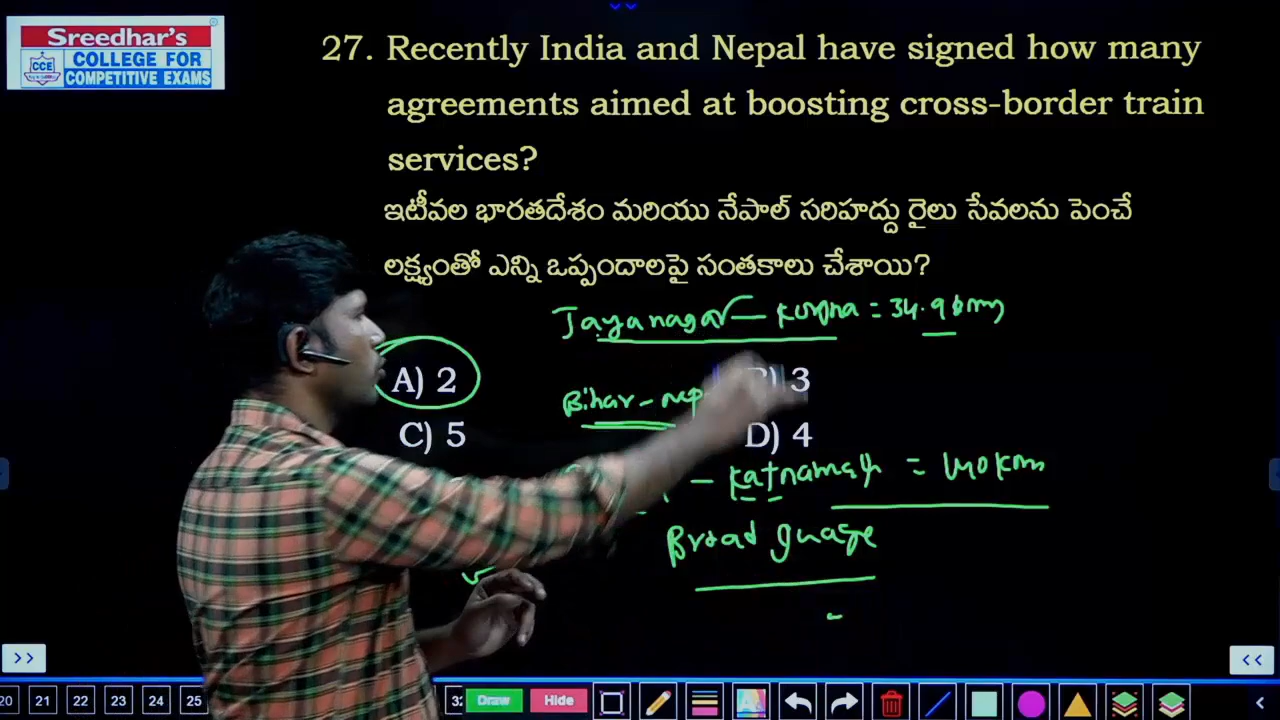 Sreedhar's
CCE
COLLEGE FOR
COMPETITIVE EXAMS
27. Recently India and Nepal have signed how many
agreements aimed at boosting cross-border train
services?
ఇటీవల భారతదేశం మరియు నేపాల్ సరిహద్దు రైలు సేవలను పెంచే
లక్ష్యంతో ఎన్ని ఒప్పందాలపై సంతకాలు చేశాయి?
Jayanagar - = 34.9 km
A) 2
3
Bihar - nep
C) 5
D) 4
- = 140 km
Broad guage
>>
<<
20 21 22 23 24 25
Draw
Hide